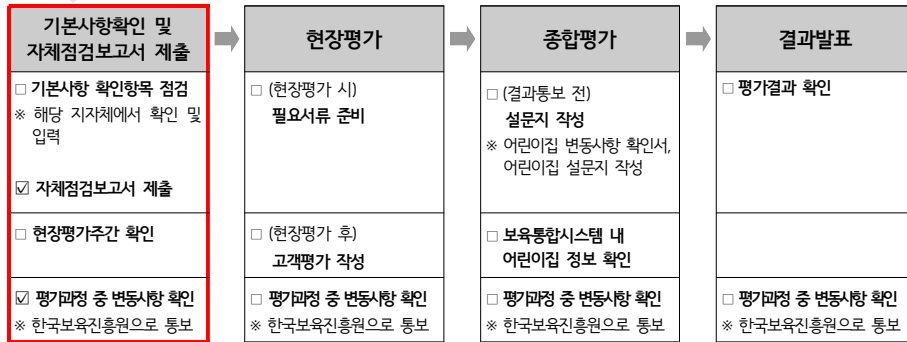 기본사항확인 및
자체점검보고서 제출
□ 기본사항 확인항목 점검
※ 해당 지자체에서 확인 및
입력
☑ 자체점검보고서 제출
□ 현장평가주간 확인
☑ 평가과정 중 변동사항 확인
※ 한국보육진흥원으로 통보
현장평가
□ (현장평가 시)
필요서류 준비
□ (현장평가 후)
고객평가 작성
□ 평가과정 중 변동사항 확인
※ 한국보육진흥원으로 통보
종합평가
□ (결과통보 전)
설문지 작성
※ 어린이집 변동사항 확인서,
어린이집 설문지 작성
□ 보육통합시스템 내
어린이집 정보 확인
□ 평가과정 중 변동사항 확인
※ 한국보육진흥원으로 통보
결과발표
□ 평가결과 확인
□ 평가과정 중 변동사항 확인
※ 한국보육진흥원으로 통보